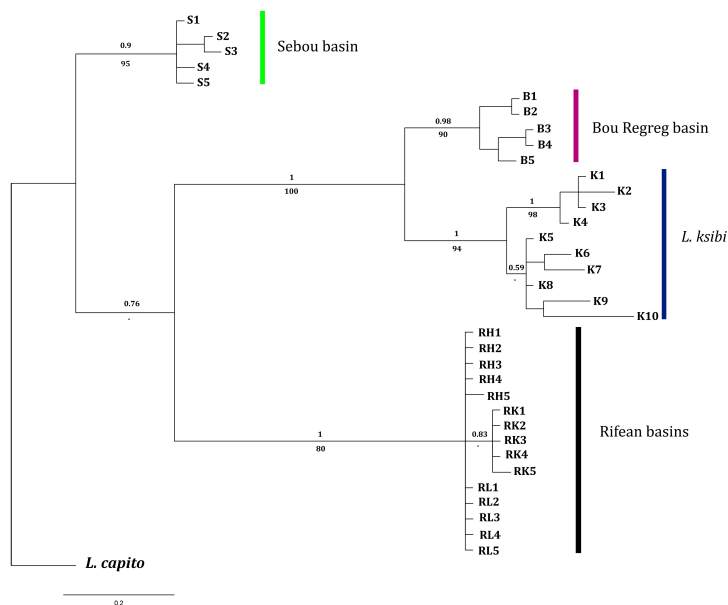 S1
0.9
S2
S3
Sebou basin
95
S4
S5
B1
B2
0.98
B3
Bou Regreg basin
90
B4
B5
1
100
K1
K2
1
K3
98
K4
L. ksibi
1
94
K5
K6
0.59
K7
-
K8
K9
K10
0.76
-
RH1
RH2
RH3
RH4
RH5
RK1
RK2
1
0.83
RK3
Rifean basins
80
-
RK4
RK5
RL1
RL2
RL3
RL4
RL5
L. capito
0.2